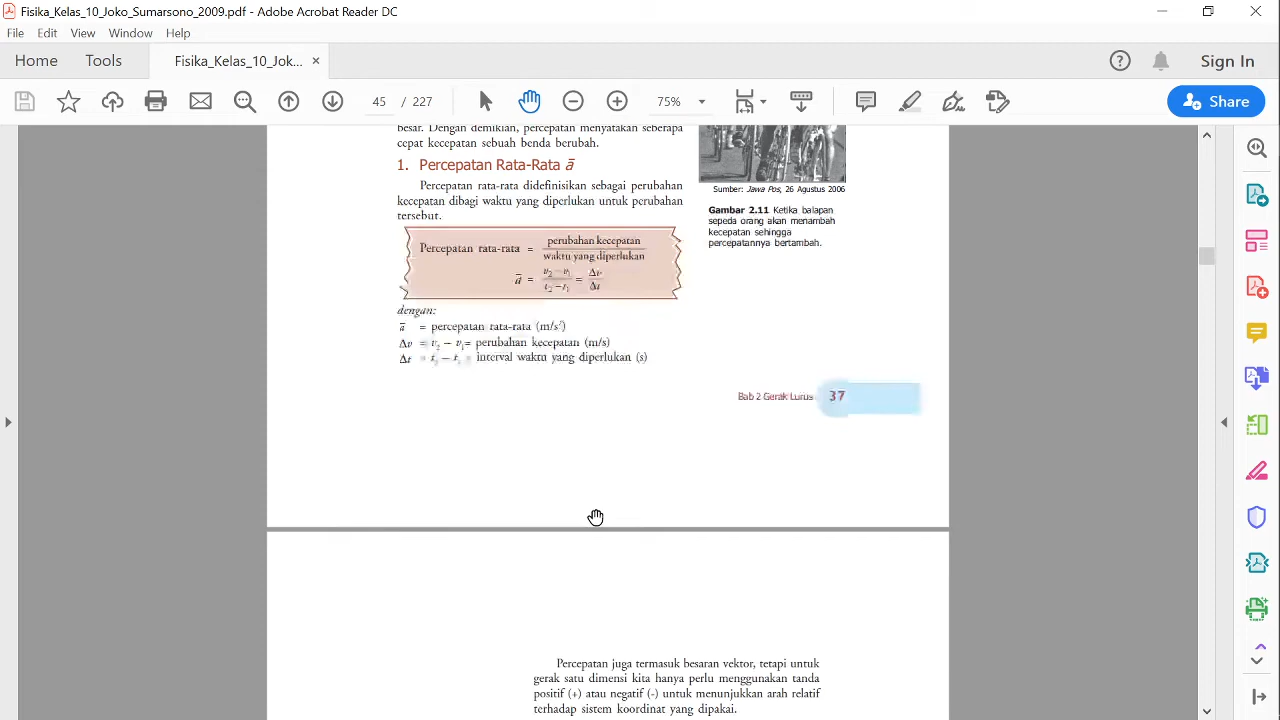 Fisika_Kelas_10_Joko_Sumarsono_2009.pdf - Adobe Acrobat Reader DC
File Edit View Window Help
Home Tools Fisika_Kelas_10_Jok... × Sign In
45 / 227 75% Share
besar. Dengan demikian, percepatan menyatakan seberapa
cepat kecepatan sebuah benda berubah.
1. Percepatan Rata-Rata a̅
Percepatan rata-rata didefinisikan sebagai perubahan
kecepatan dibagi waktu yang diperlukan untuk perubahan
tersebut.
Percepatan rata-rata = perubahan kecepatan / waktu yang diperlukan
a̅ = v₂ – v₁ / t₂ – t₁ = Δv / Δt
dengan:
a̅ = percepatan rata-rata (m/s²)
Δv = v₂ – v₁= perubahan kecepatan (m/s)
Δt = t₂ – t₁ = interval waktu yang diperlukan (s)
Sumber: Jawa Pos, 26 Agustus 2006
Gambar 2.11 Ketika balapan
sepeda orang akan menambah
kecepatan sehingga
percepatannya bertambah.
Bab 2 Gerak Lurus 37
Percepatan juga termasuk besaran vektor, tetapi untuk
gerak satu dimensi kita hanya perlu menggunakan tanda
positif (+) atau negatif (-) untuk menunjukkan arah relatif
terhadap sistem koordinat yang dipakai.